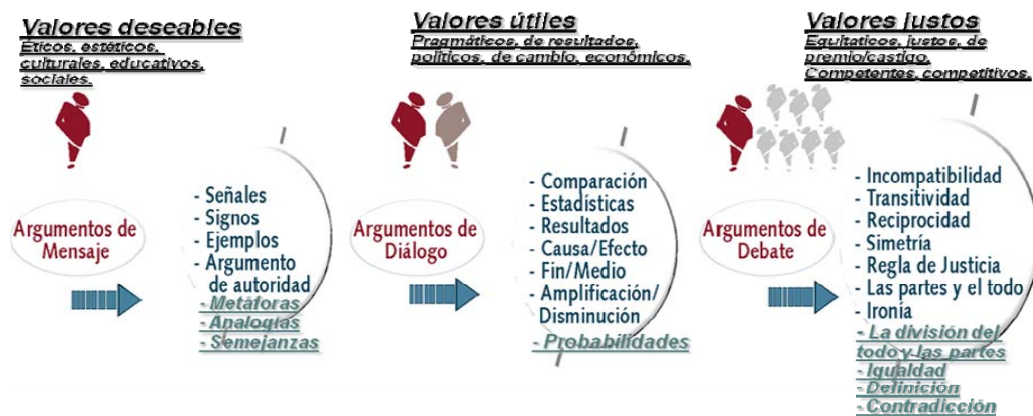 Valores deseables
Éticos, estéticos,
culturales, educativos,
sociales.
Argumentos de
Mensaje
- Señales
- Signos
- Ejemplos
- Argumento
de autoridad
- Metáforas
- Analogías
- Semejanzas
Valores útiles
Pragmáticos, de resultados,
políticos, de cambio, económicos.
Argumentos de
Diálogo
- Comparación
- Estadísticas
- Resultados
- Causa/Efecto
- Fin/Medio
- Amplificación/
Disminución
- Probabilidades
Valores justos
Equitaticos, justos, de
premio/castigo.
Competentes, competitivos.
Argumentos de
Debate
- Incompatibilidad
- Transitividad
- Reciprocidad
- Simetría
- Regla de Justicia
- Las partes y el todo
- Ironía
- La división del
todo y las partes
- Igualdad
- Definición
- Contradicción